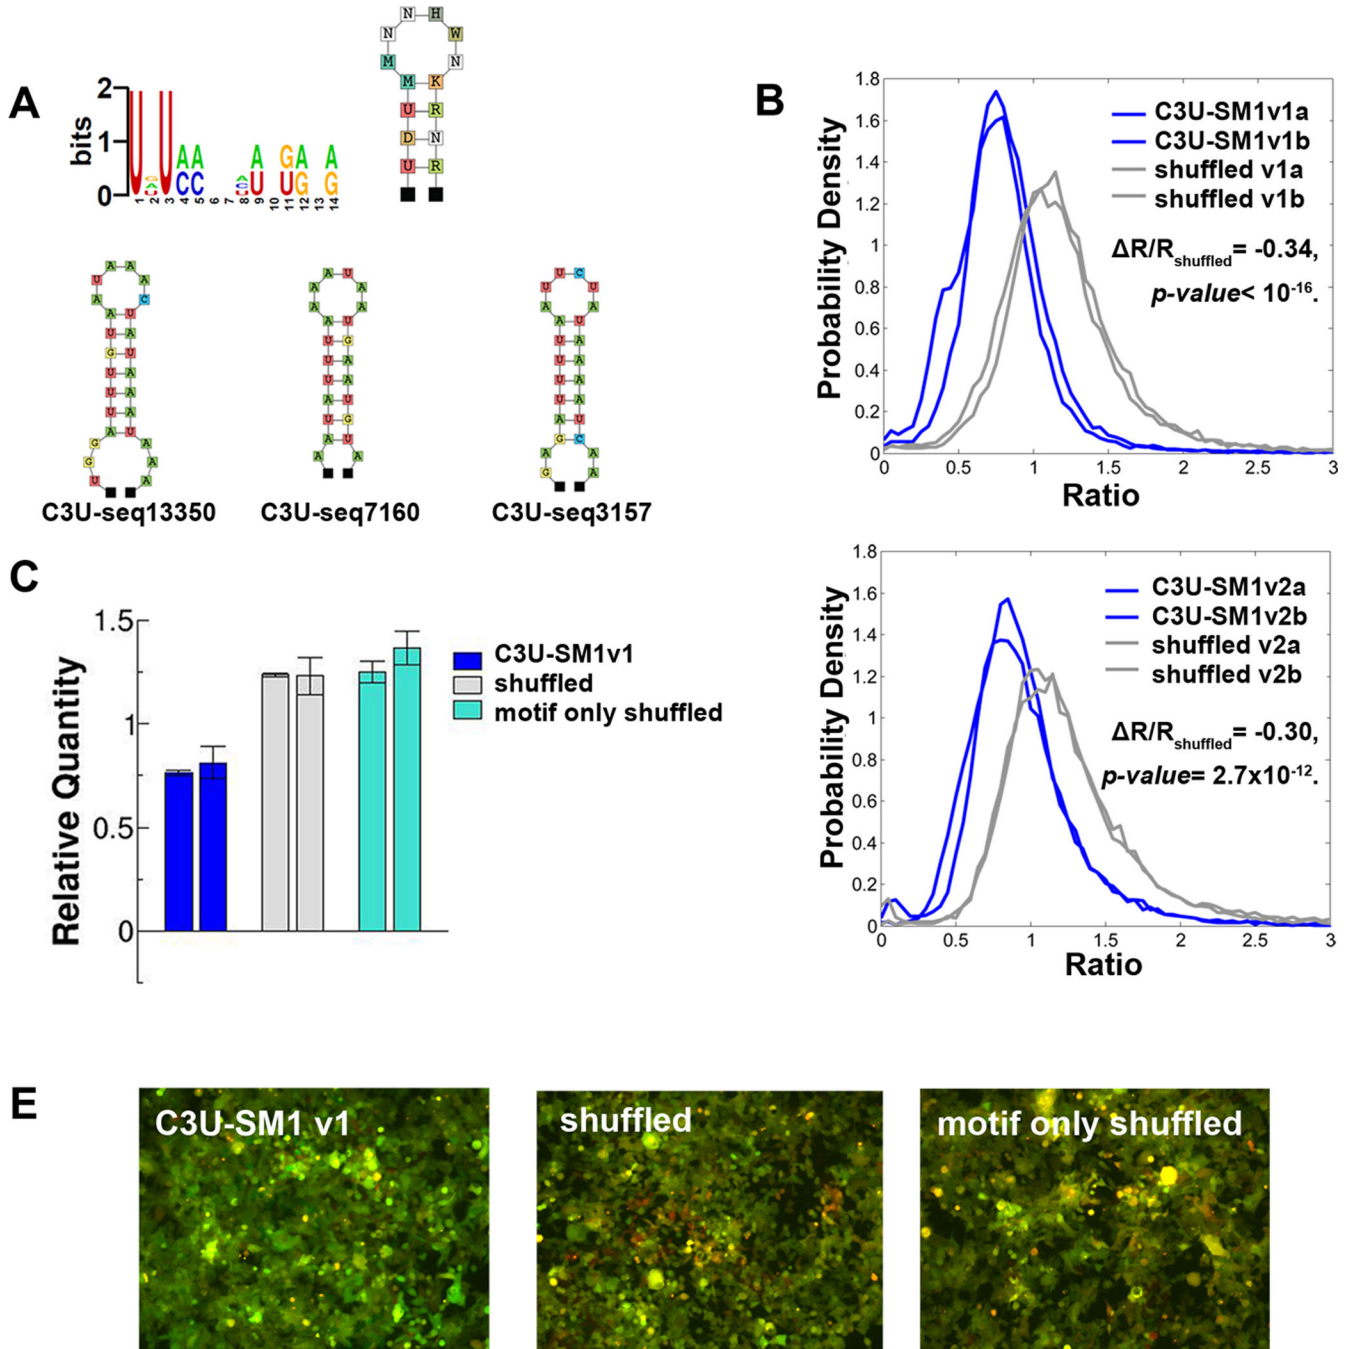 A
bits
2
1
0
U U A A A G A A
C C U U G G
1 2 3 4 5 6 7 8 9 10 11 12 13 14
N H
N W
M N
M K
U R
D N
U R
C3U-seq13350
C3U-seq7160
C3U-seq3157
B
Probability Density
1.8
1.6
1.4
1.2
1
0.8
0.6
0.4
0.2
0
0 0.5 1 1.5 2 2.5 3
Ratio
C3U-SM1v1a
C3U-SM1v1b
shuffled v1a
shuffled v1b
ΔR/Rshuffled= -0.34,
p-value< 10-16.
Probability Density
1.8
1.6
1.4
1.2
1
0.8
0.6
0.4
0.2
0
0 0.5 1 1.5 2 2.5 3
Ratio
C3U-SM1v2a
C3U-SM1v2b
shuffled v2a
shuffled v2b
ΔR/Rshuffled= -0.30,
p-value= 2.7x10-12.
C
Relative Quantity
1.5
1
0.5
0
C3U-SM1v1
shuffled
motif only shuffled
E
C3U-SM1 v1
shuffled
motif only shuffled